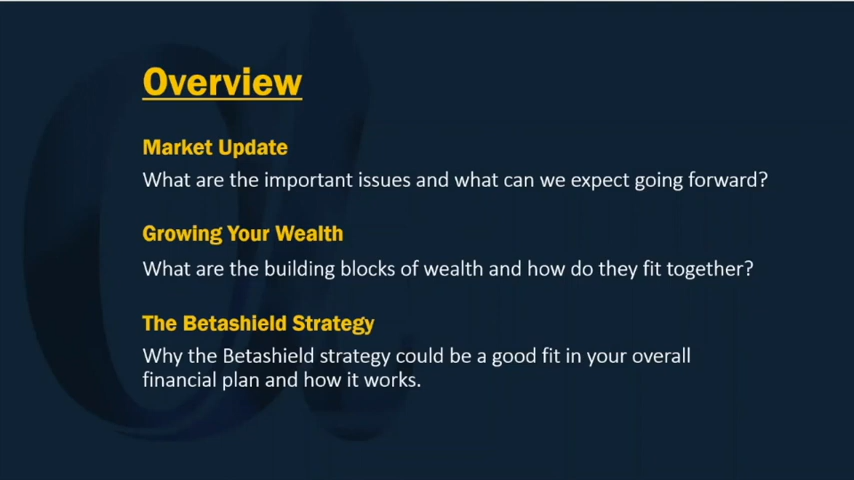 Overview
Market Update
What are the important issues and what can we expect going forward?
Growing Your Wealth
What are the building blocks of wealth and how do they fit together?
The Betashield Strategy
Why the Betashield strategy could be a good fit in your overall
financial plan and how it works.